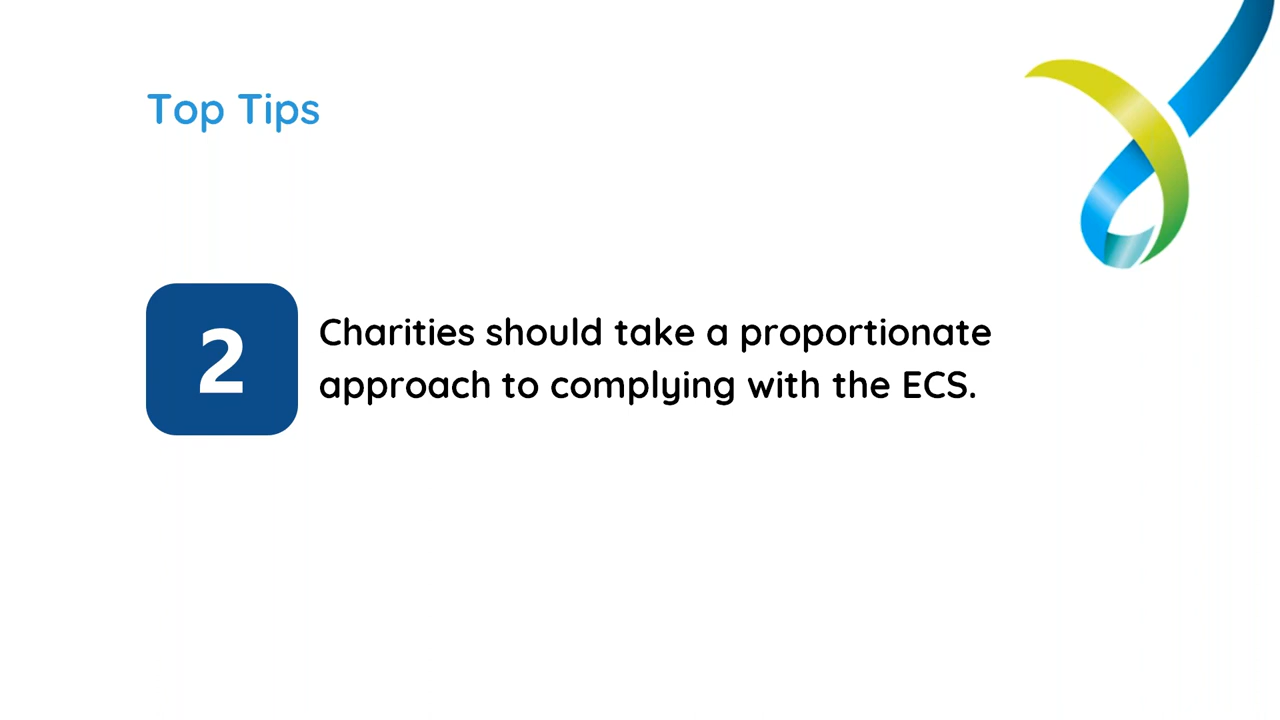 Top Tips
2
Charities should take a proportionate
approach to complying with the ECS.